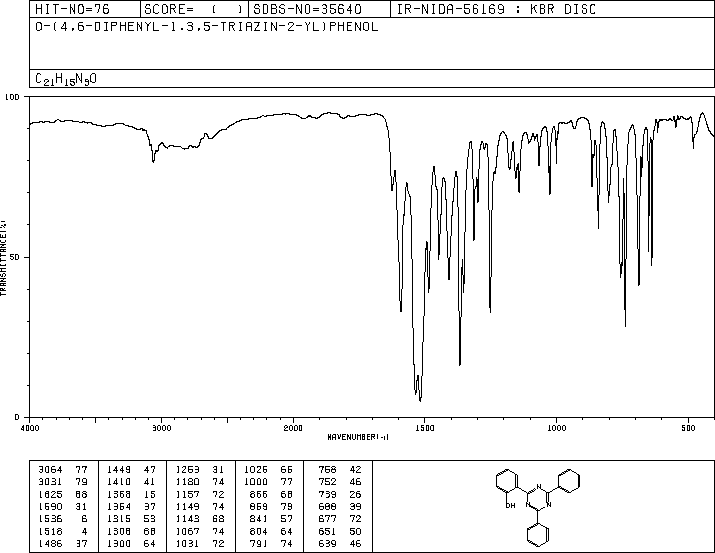 HIT-NO=76 SCORE= ( ) SDBS-NO=35640 IR-NIDA-56169 : KBR DISC
O-(4,6-DIPHENYL-1,3,5-TRIAZIN-2-YL)PHENOL
C21H15N3O
100
50
0
TRANSMITTANCE(%)
4000 3000 2000 1500 1000 500
WAVENUMBER(-1)
3064 77 1449 47 1253 31 1026 66 758 42
3031 79 1410 41 1180 74 1000 77 752 46
1625 68 1368 15 1157 72 866 68 739 26
1590 31 1354 37 1149 74 859 79 688 39
1536 6 1315 53 1143 68 841 57 677 72
1518 4 1308 68 1067 74 804 64 651 50
1486 37 1300 64 1031 72 791 74 639 46
N N
OH N